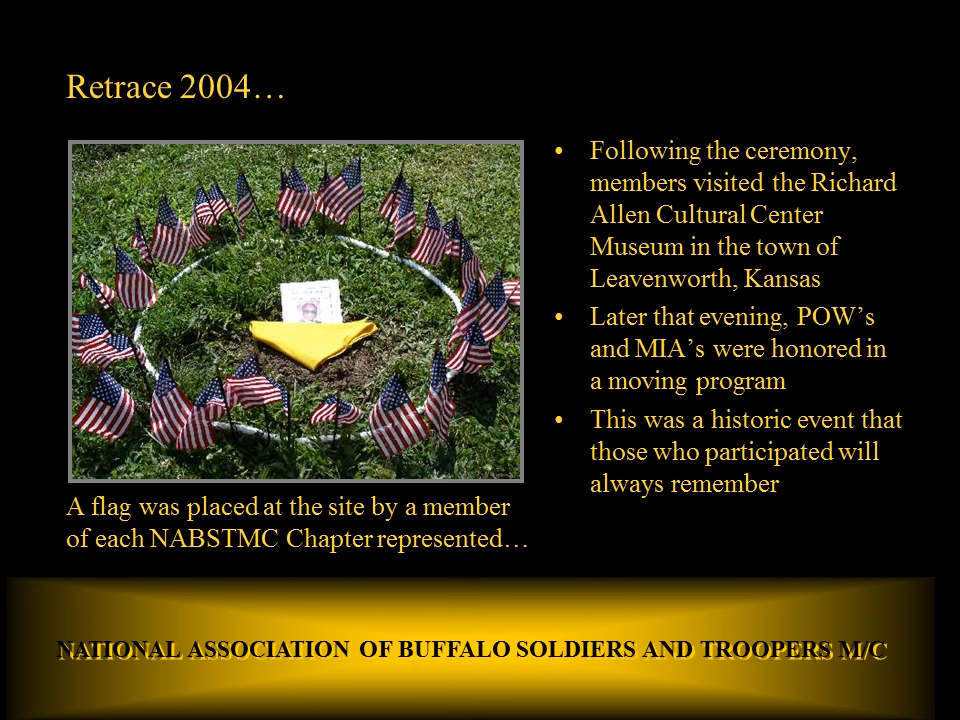 Retrace 2004…
• Following the ceremony,
members visited the Richard
Allen Cultural Center
Museum in the town of
Leavenworth, Kansas
• Later that evening, POW’s
and MIA’s were honored in
a moving program
• This was a historic event that
those who participated will
always remember
A flag was placed at the site by a member
of each NABSTMC Chapter represented…
NATIONAL ASSOCIATION OF BUFFALO SOLDIERS AND TROOPERS M/C